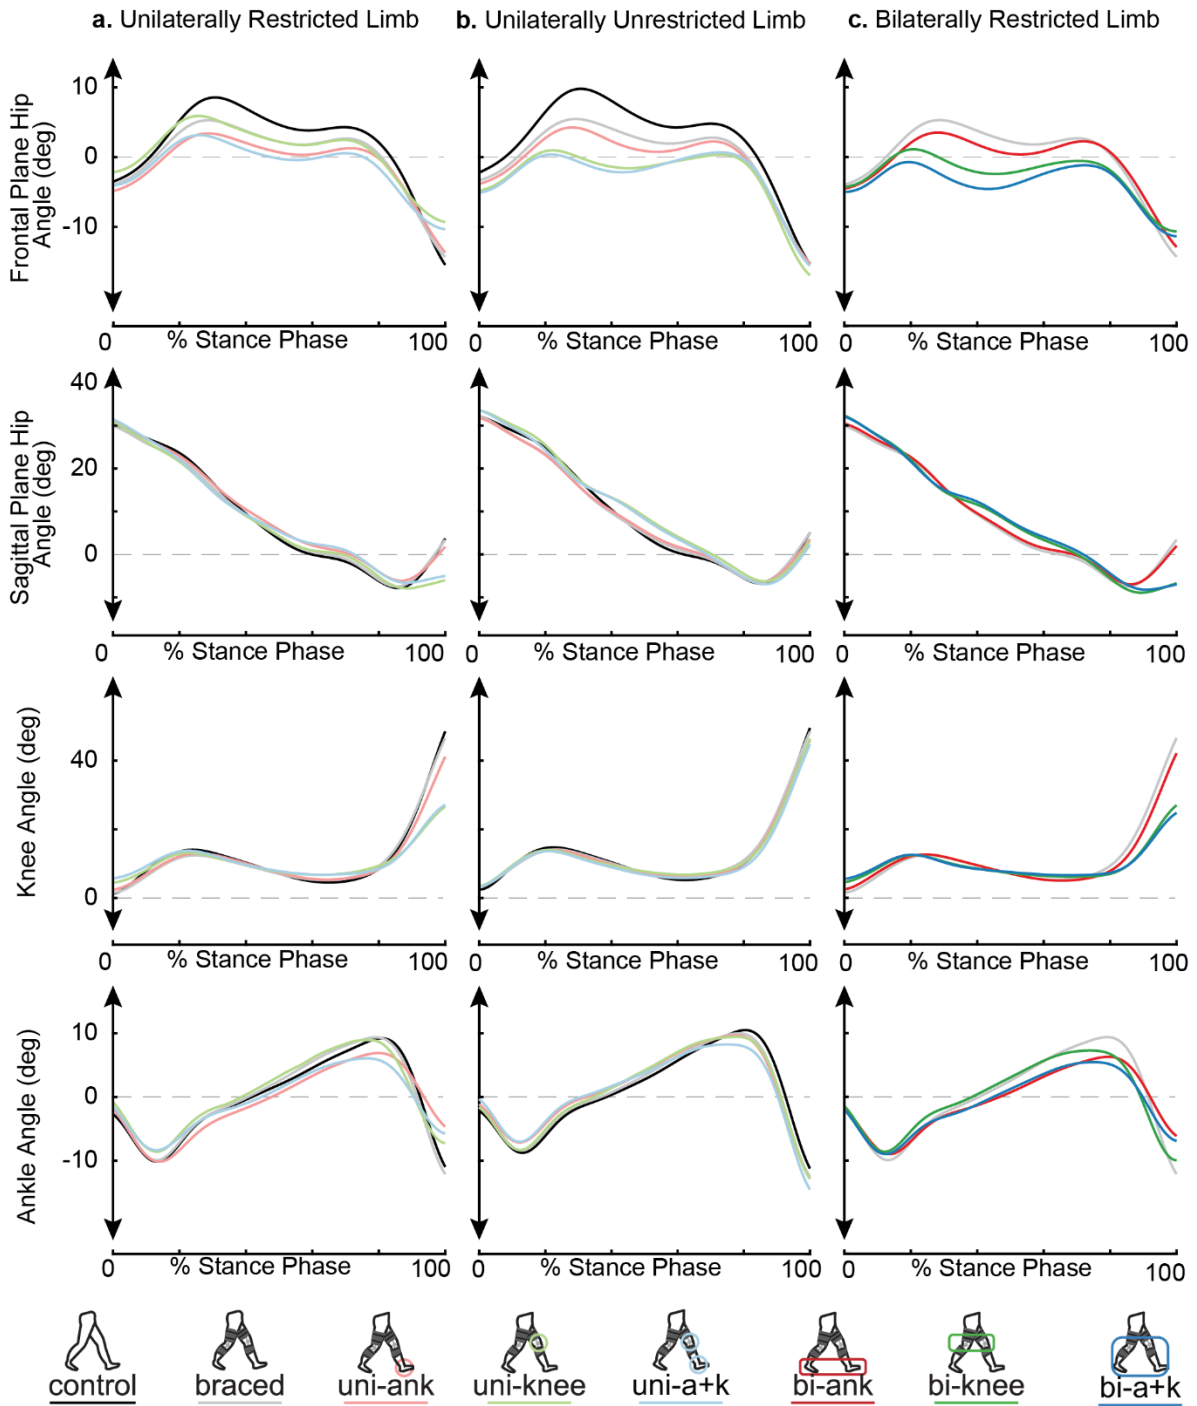 a. Unilaterally Restricted Limb
b. Unilaterally Unrestricted Limb
c. Bilaterally Restricted Limb
Frontal Plane Hip
Angle (deg)
10
0
-10
0 % Stance Phase 100
0 % Stance Phase 100
0 % Stance Phase 100
Sagittal Plane Hip
Angle (deg)
40
20
0
0 % Stance Phase 100
0 % Stance Phase 100
0 % Stance Phase 100
Knee Angle (deg)
40
0
0 % Stance Phase 100
0 % Stance Phase 100
0 % Stance Phase 100
Ankle Angle (deg)
10
0
-10
0 % Stance Phase 100
0 % Stance Phase 100
0 % Stance Phase 100
control braced uni-ank uni-knee uni-a+k bi-ank bi-knee bi-a+k